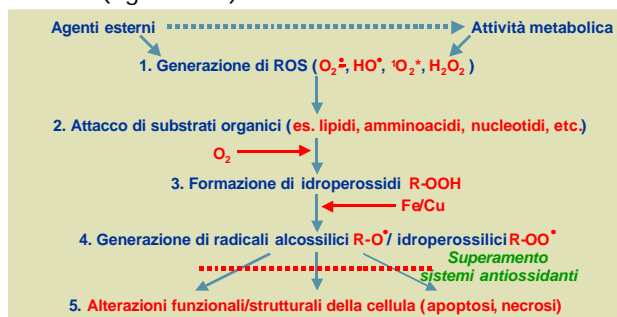 Agenti esterni Attività metabolica
1. Generazione di ROS (O₂•−, HO•, ¹O₂*, H₂O₂ )
2. Attacco di substrati organici (es. lipidi, amminoacidi, nucleotidi, etc.)
O₂
3. Formazione di idroperossidi R-OOH
Fe/Cu
4. Generazione di radicali alcossilici R-O•/ idroperossilici R-OO•
Superamento
sistemi antiossidanti
5. Alterazioni funzionali/strutturali della cellula (apoptosi, necrosi)